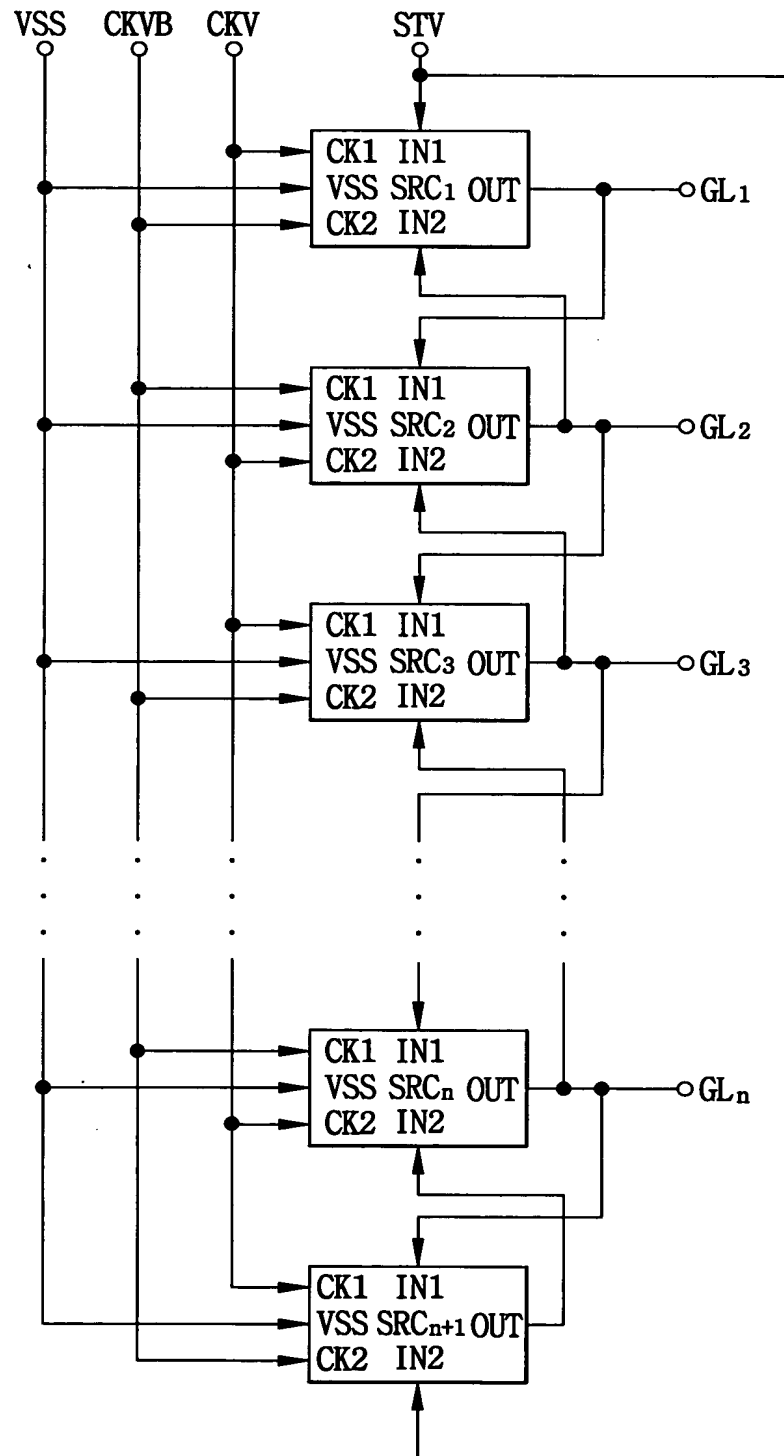 VSS CKVB CKV STV
CK1 IN1
VSS SRC1 OUT GL1
CK2 IN2
CK1 IN1
VSS SRC2 OUT GL2
CK2 IN2
CK1 IN1
VSS SRC3 OUT GL3
CK2 IN2
CK1 IN1
VSS SRCn OUT GLn
CK2 IN2
CK1 IN1
VSS SRCn+1 OUT
CK2 IN2